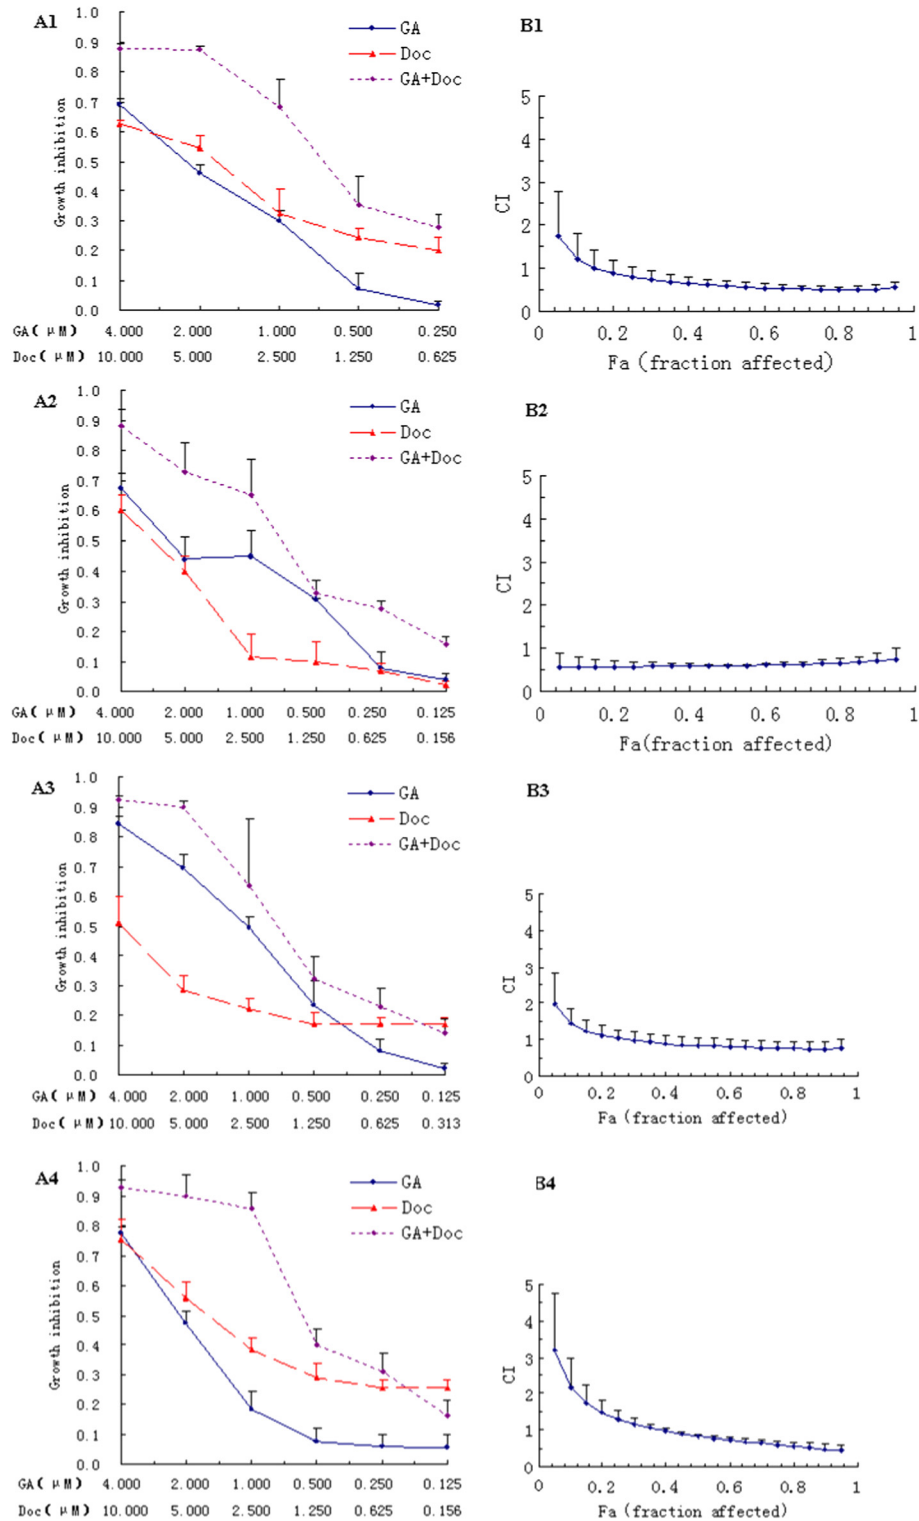 A1
GA
Doc
GA+Doc
Growth inhibition
1.0
0.9
0.8
0.7
0.6
0.5
0.4
0.3
0.2
0.1
0.0
GA( μM) 4.000 2.000 1.000 0.500 0.250
Doc( μM) 10.000 5.000 2.500 1.250 0.625
B1
CI
5
4
3
2
1
0
0 0.2 0.4 0.6 0.8 1
Fa (fraction affected)
A2
GA
Doc
GA+Doc
Growth inhibition
1.0
0.9
0.8
0.7
0.6
0.5
0.4
0.3
0.2
0.1
0.0
GA( μM) 4.000 2.000 1.000 0.500 0.250 0.125
Doc( μM) 10.000 5.000 2.500 1.250 0.625 0.156
B2
CI
5
4
3
2
1
0
0 0.2 0.4 0.6 0.8 1
Fa(fraction affected)
A3
GA
Doc
GA+Doc
Growth inhibition
1.0
0.9
0.8
0.7
0.6
0.5
0.4
0.3
0.2
0.1
0.0
GA( μM) 4.000 2.000 1.000 0.500 0.250 0.125
Doc( μM) 10.000 5.000 2.500 1.250 0.625 0.313
B3
CI
5
4
3
2
1
0
0 0.2 0.4 0.6 0.8 1
Fa (fraction affected)
A4
GA
Doc
GA+Doc
Growth inhibition
1.0
0.9
0.8
0.7
0.6
0.5
0.4
0.3
0.2
0.1
0.0
GA( μM) 4.000 2.000 1.000 0.500 0.250 0.125
Doc( μM) 10.000 5.000 2.500 1.250 0.625 0.156
B4
CI
5
4
3
2
1
0
0 0.2 0.4 0.6 0.8 1
Fa (fraction affected)